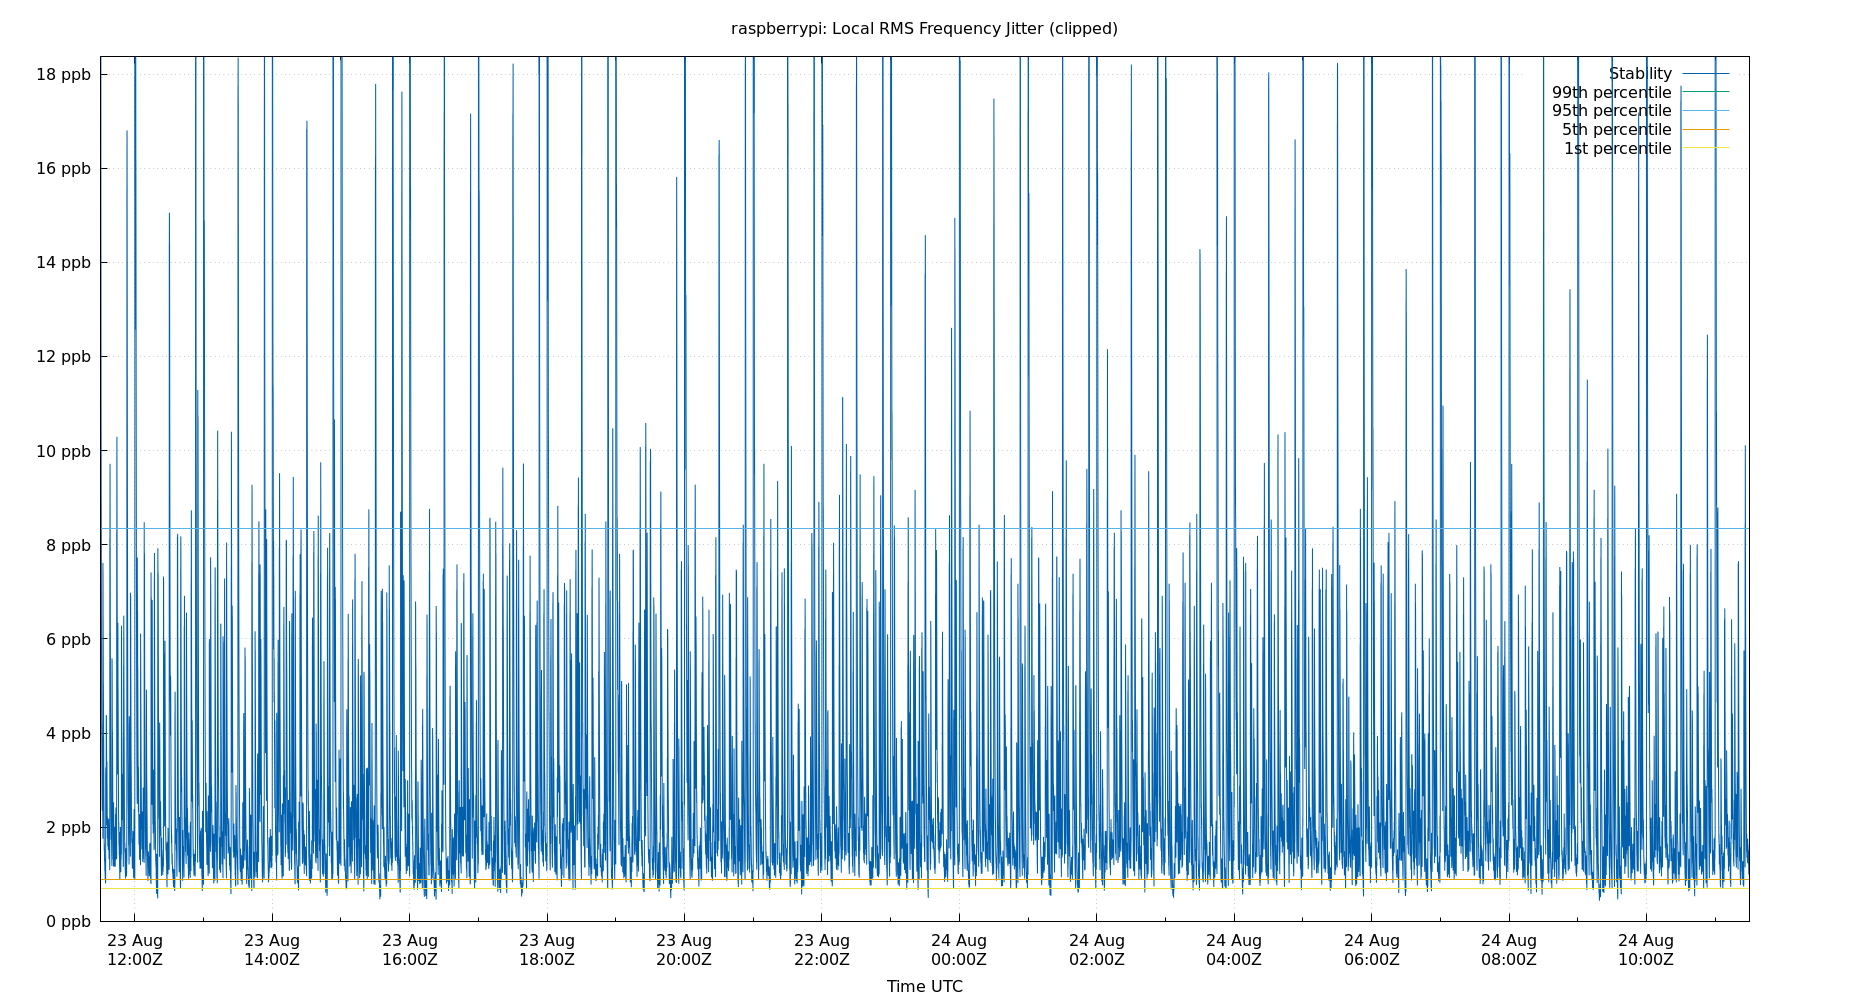 raspberrypi: Local RMS Frequency Jitter (clipped)
18 ppb
16 ppb
14 ppb
12 ppb
10 ppb
8 ppb
6 ppb
4 ppb
2 ppb
0 ppb
Stability
99th percentile
95th percentile
5th percentile
1st percentile
23 Aug 23 Aug 23 Aug 23 Aug 23 Aug 23 Aug 24 Aug 24 Aug 24 Aug 24 Aug 24 Aug 24 Aug
12:00Z 14:00Z 16:00Z 18:00Z 20:00Z 22:00Z 00:00Z 02:00Z 04:00Z 06:00Z 08:00Z 10:00Z
Time UTC